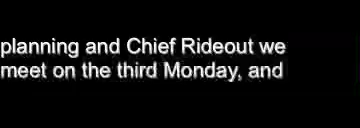 planning and Chief Rideout we
meet on the third Monday, and